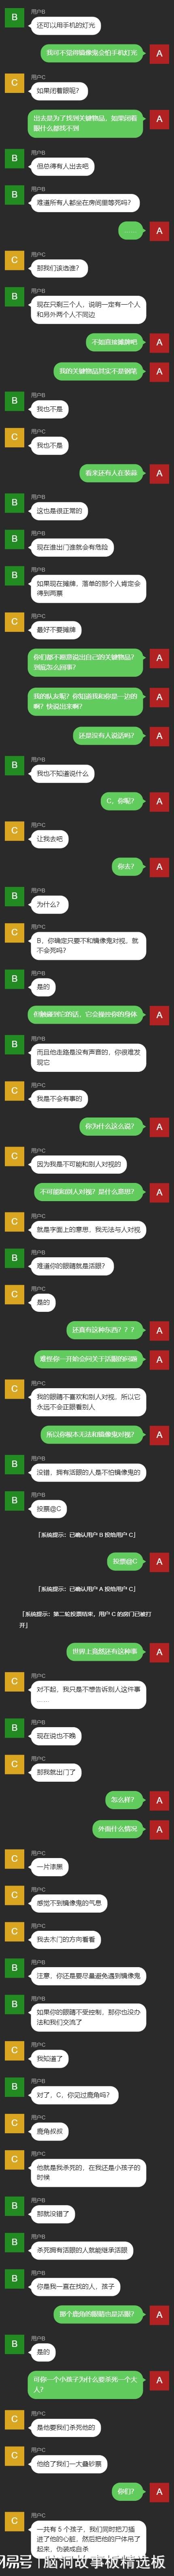 用户B
B
还可以用手机的灯光
我可不觉得镜像鬼会怕手机灯光
A
用户C
C
如果闭着眼呢？
出去是为了找到关键物品，如果闭着
眼什么都找不到
A
用户B
B
但总得有人出去吧
用户B
B
难道所有人都坐在房间里等死吗？
……
A
用户C
C
那我们该选谁？
用户B
B
现在只剩三个人，说明一定有一个人
和另外两个人不同边
不如直接摊牌吧
A
我的关键物品其实不是钢笔
A
用户B
B
我也不是
用户C
C
我也不是
看来还有人在装蒜
A
用户B
B
这也是很正常的
用户B
B
现在谁出门谁就会有危险
用户B
B
如果现在摊牌，落单的那个人肯定会
得到两票
用户C
C
最好不要摊牌
你们都不愿意说出自己的关键物品？
到底怎么回事？
A
我的队友呢？你知道我和你是一边的
啊？快说出来啊？
A
还是没有人说话吗？
A
用户B
B
我也不知道说什么
C，你呢？
A
用户C
C
让我去吧
你去？
A
用户B
B
为什么？
用户C
C
B，你确定只要不和镜像鬼对视，就
不会死吗？
用户B
B
是的
但触碰到它的话，它会操控你的身体
A
用户B
B
而且他走路是没有声音的，你很难发
现它
用户C
C
我是不会有事的
你为什么这么说？
A
用户C
C
因为我是不可能和别人对视的
不可能和别人对视？是什么意思？
A
用户C
C
就是字面上的意思，我无法与人对视
用户B
B
难道你的眼睛就是活眼？
用户C
C
是的
还真有这种东西？？？
A
难怪你一开始会问关于活眼的问题
A
用户C
C
我的眼睛不喜欢和别人对视，所以它
永远不会正眼看别人
所以你根本无法和镜像鬼对视？
A
用户B
B
没错，拥有活眼的人是不怕镜像鬼的
用户B
B
投票@C
「系统提示：已确认用户 B 投给用户 C」
投票@C
A
「系统提示：已确认用户 A 投给用户 C」
「系统提示：第二轮投票结束，用户 C 的房门已被打
开」
世界上竟然还有这种事
A
用户C
C
对不起，我只是不想告诉别人这件事
……
用户B
B
现在说也不晚
用户C
C
那我就出门了
怎么样？
A
外面什么情况
A
用户C
C
一片漆黑
用户C
C
感觉不到镜像鬼的气息
用户C
C
我去木门的方向看看
用户B
B
注意，你还是要尽量避免遇到镜像鬼
用户B
B
如果你的眼睛不受控制，那你也没办
法和我们交流了
用户C
C
我知道了
用户B
B
对了，C，你见过鹿角吗？
用户C
C
鹿角叔叔
用户C
C
他就是我杀死的，在我还是小孩子的
时候
用户B
B
那就没错了
用户B
B
杀死拥有活眼的人就能继承活眼
用户B
B
你是我一直在找的人，孩子
那个鹿角的眼睛也是活眼？
A
用户B
B
是的
可你一个小孩子为什么要杀死一个大
人？
A
用户C
C
是他要我们杀死他的
用户C
C
他给了我们一大叠钞票
你们？
A
用户C
C
一共有 5 个孩子，我们同时把刀插
进了他的心脏，然后把他的尸体吊了
起来，伪装成自杀
易号|脑洞故事板精选板